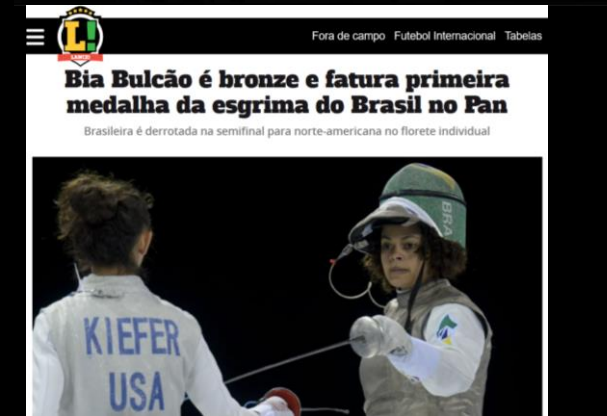 L!
LANCE!
Fora de campo Futebol Internacional Tabelas
Bia Bulcão é bronze e fatura primeira
medalha da esgrima do Brasil no Pan
Brasileira é derrotada na semifinal para norte-americana no florete individual
BRA
KIEFER
USA